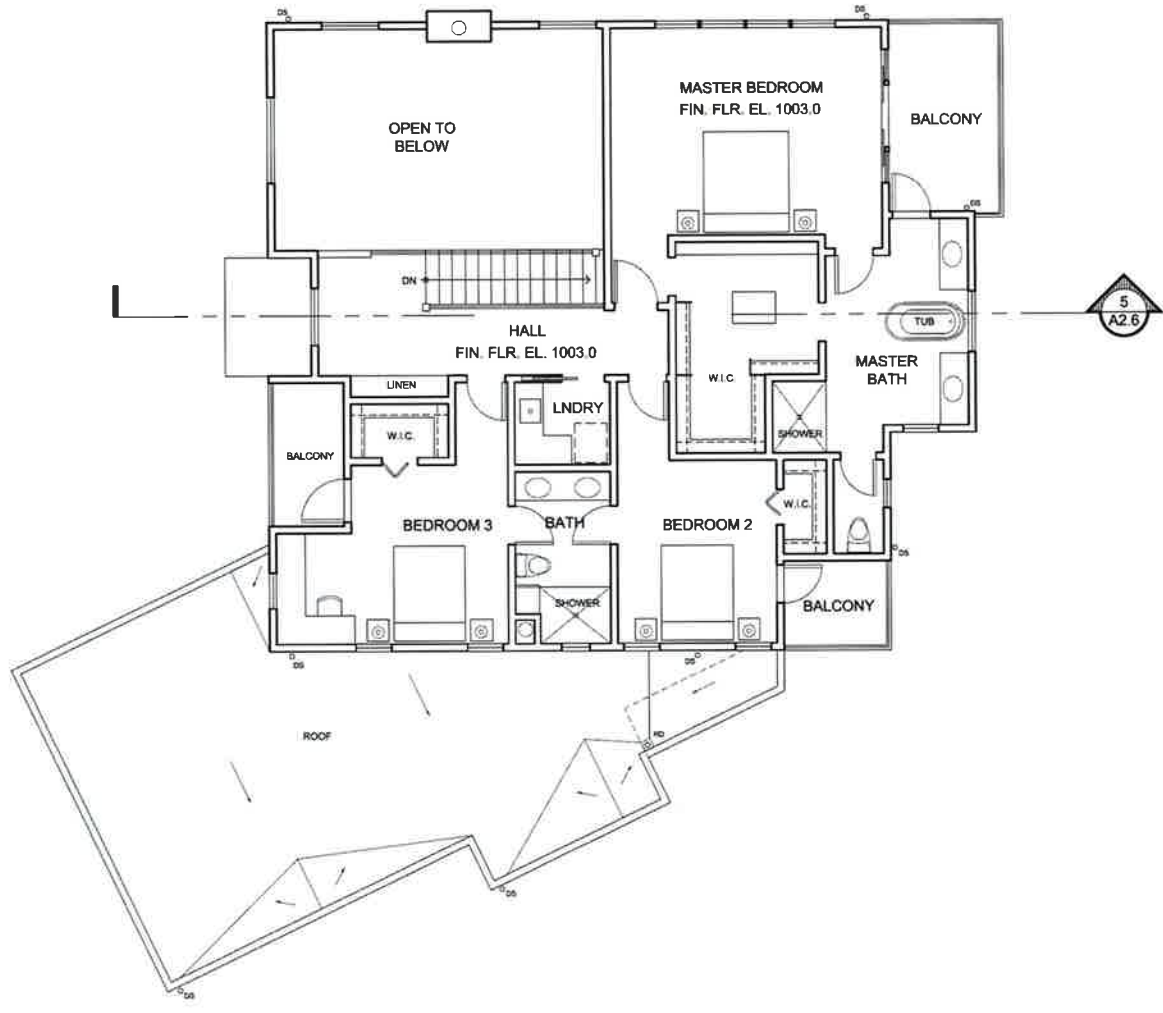 DS
DS
MASTER BEDROOM
FIN. FLR. EL. 1003.0
OPEN TO
BELOW
BALCONY
DS
DN
5
A2.6
TUB
HALL
FIN. FLR. EL. 1003.0
MASTER
BATH
W.I.C.
LINEN
LNDRY
W.I.C.
SHOWER
BALCONY
W.I.C.
BEDROOM 3
BATH
BEDROOM 2
DS
SHOWER
BALCONY
DS
DS
ROOF
RD
DS
DS